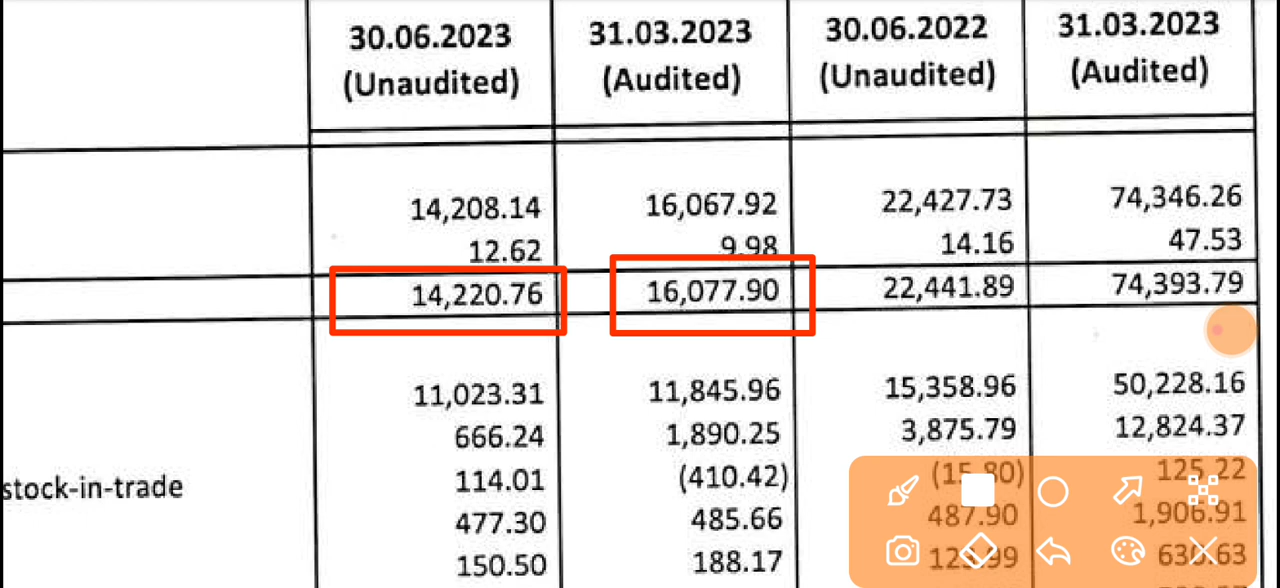 30.06.2023 31.03.2023 30.06.2022 31.03.2023
(Unaudited) (Audited) (Unaudited) (Audited)
14,208.14 16,067.92 22,427.73 74,346.26
12.62 9.98 14.16 47.53
14,220.76 16,077.90 22,441.89 74,393.79
11,023.31 11,845.96 15,358.96 50,228.16
666.24 1,890.25 3,875.79 12,824.37
stock-in-trade 114.01 (410.42) 125.22
477.30 485.66 487.90 1,906.91
150.50 188.17